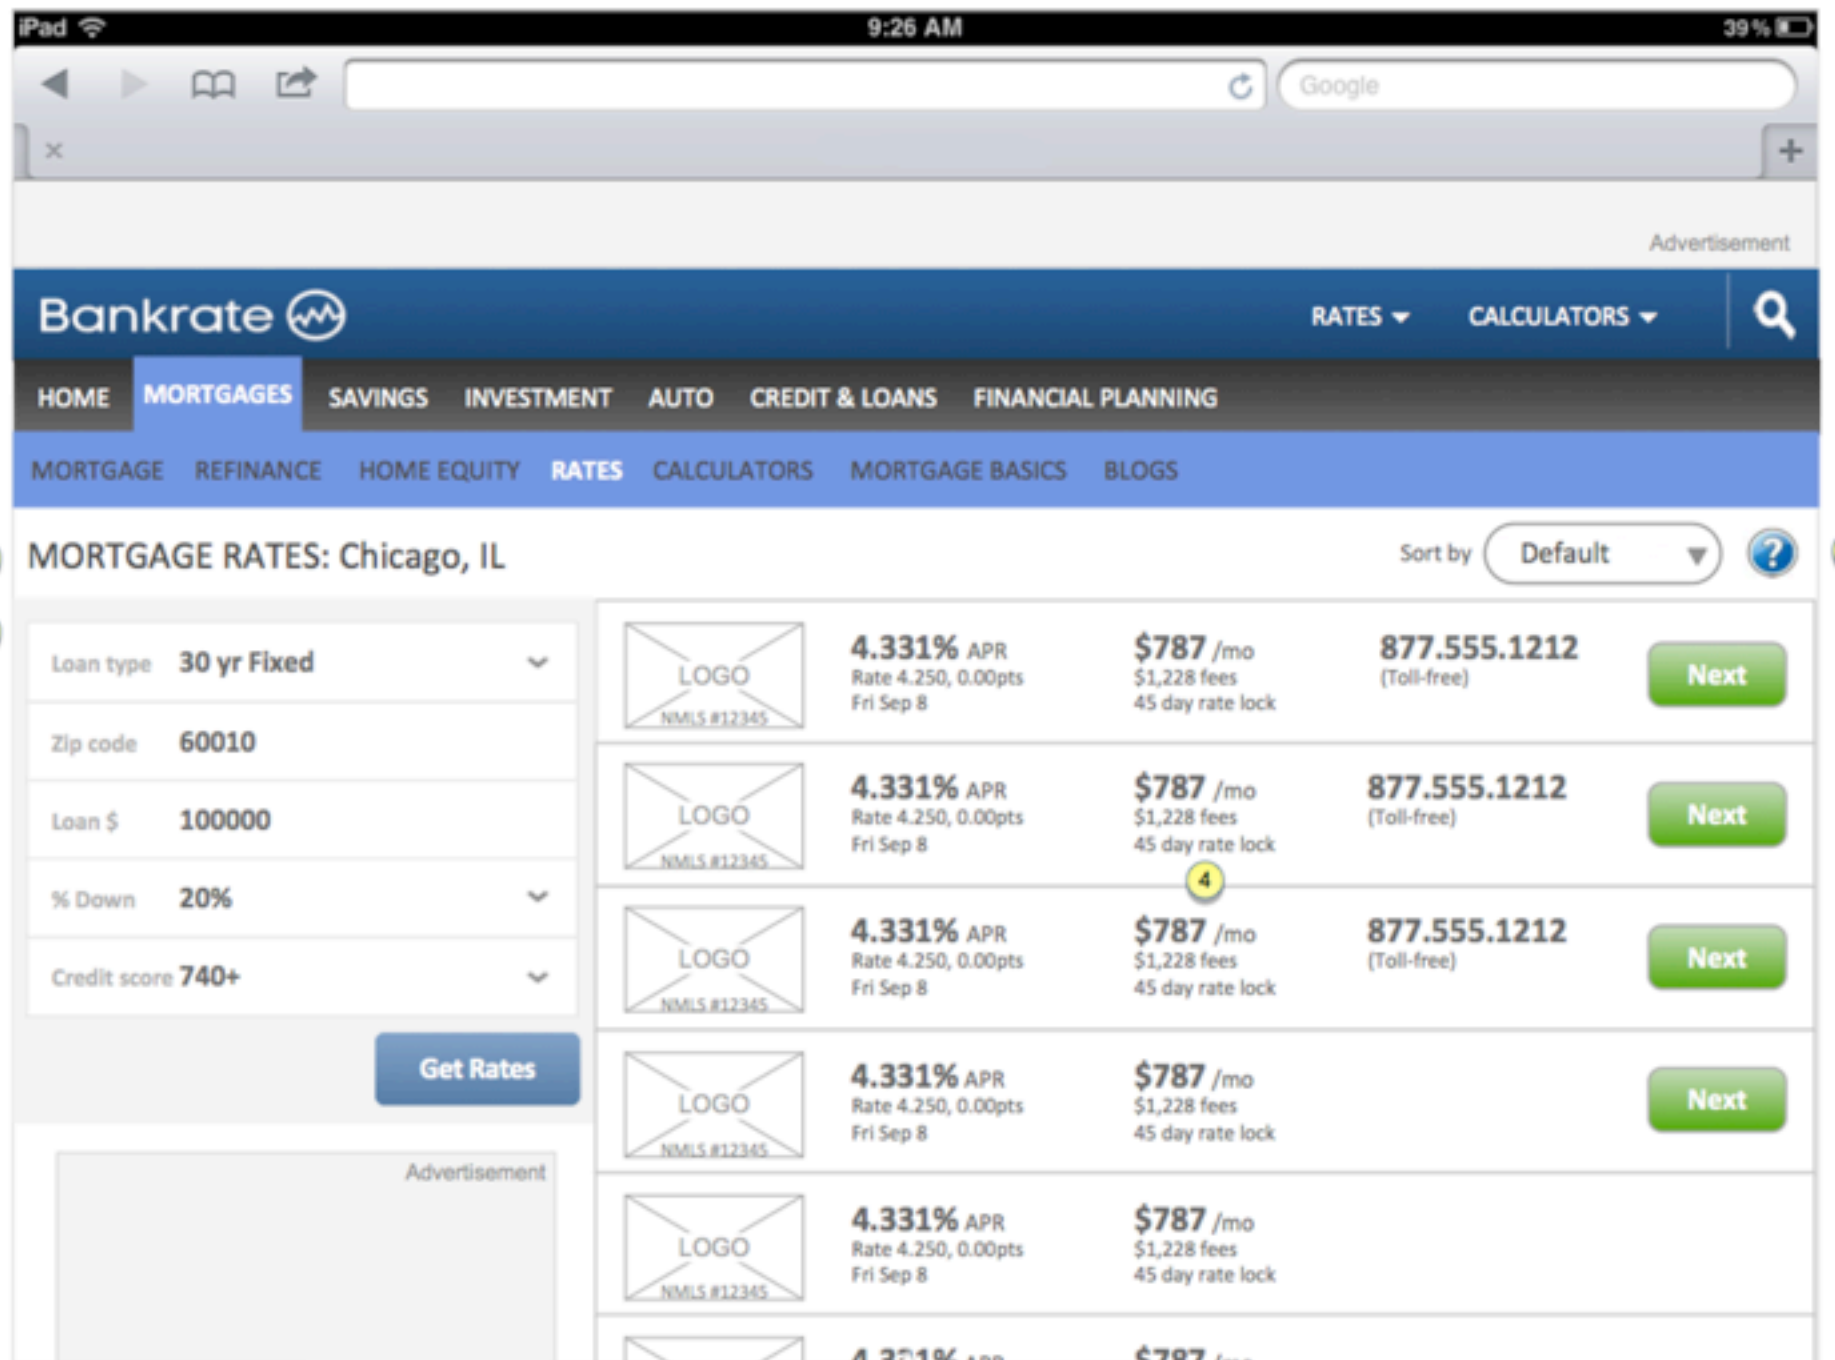 iPad 9:26 AM 39%
Google
Advertisement
Bankrate RATES CALCULATORS
HOME MORTGAGES SAVINGS INVESTMENT AUTO CREDIT & LOANS FINANCIAL PLANNING
MORTGAGE REFINANCE HOME EQUITY RATES CALCULATORS MORTGAGE BASICS BLOGS
MORTGAGE RATES: Chicago, IL Sort by Default ?
Loan type 30 yr Fixed
Zip code 60010
Loan $ 100000
% Down 20%
Credit score 740+
Get Rates
Advertisement
LOGO
NMLS #12345
4.331% APR
Rate 4.250, 0.00pts
Fri Sep 8
$787 /mo
$1,228 fees
45 day rate lock
877.555.1212
(Toll-free)
Next
LOGO
NMLS #12345
4.331% APR
Rate 4.250, 0.00pts
Fri Sep 8
$787 /mo
$1,228 fees
45 day rate lock
877.555.1212
(Toll-free)
Next
4
LOGO
NMLS #12345
4.331% APR
Rate 4.250, 0.00pts
Fri Sep 8
$787 /mo
$1,228 fees
45 day rate lock
877.555.1212
(Toll-free)
Next
LOGO
NMLS #12345
4.331% APR
Rate 4.250, 0.00pts
Fri Sep 8
$787 /mo
$1,228 fees
45 day rate lock
Next
LOGO
NMLS #12345
4.331% APR
Rate 4.250, 0.00pts
Fri Sep 8
$787 /mo
$1,228 fees
45 day rate lock